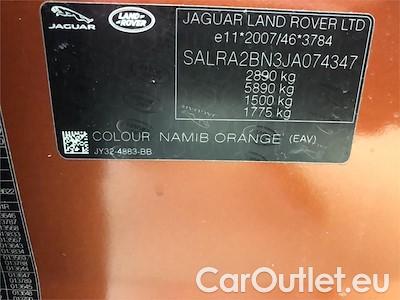 JAGUAR
LAND ROVER
JAGUAR LAND ROVER LTD
e11*2007/46*3784
SALRA2BN3JA074347
2890 kg
5890 kg
1500 kg
1775 kg
COLOUR NAMIB ORANGE (EAV)
JY32-4883-BB
CarOutlet.eu